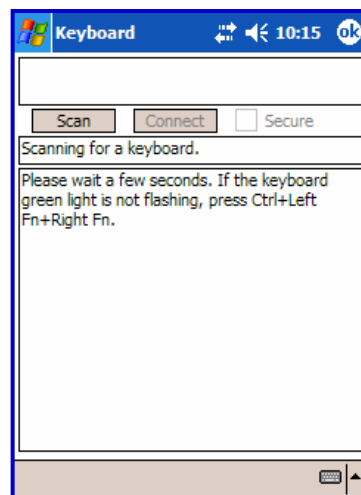 Keyboard 10:15 ok
Scan Connect Secure
Scanning for a keyboard.
Please wait a few seconds. If the keyboard
green light is not flashing, press Ctrl+Left
Fn+Right Fn.